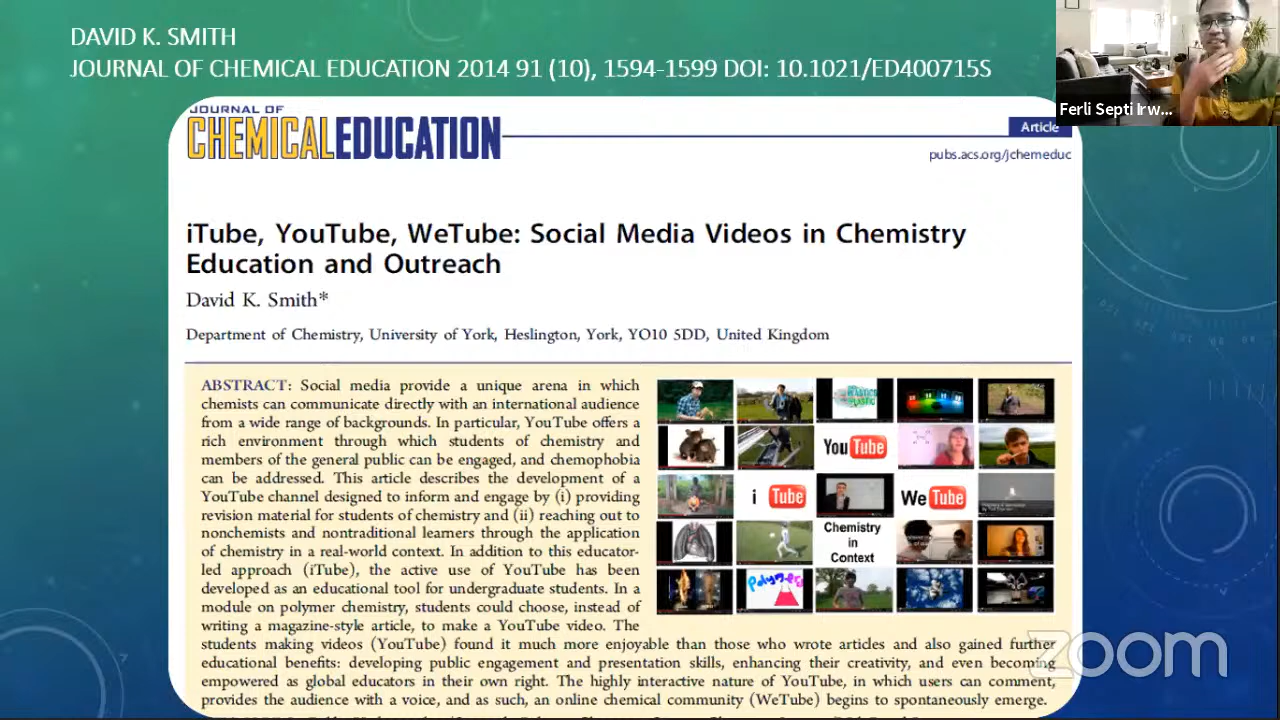 DAVID K. SMITH
JOURNAL OF CHEMICAL EDUCATION 2014 91 (10), 1594-1599 DOI: 10.1021/ED400715S
Ferli Septi Irw...
JOURNAL OF
CHEMICALEDUCATION
Article
pubs.acs.org/jchemeduc
iTube, YouTube, WeTube: Social Media Videos in Chemistry
Education and Outreach
David K. Smith*
Department of Chemistry, University of York, Heslington, York, YO10 5DD, United Kingdom
ABSTRACT: Social media provide a unique arena in which
chemists can communicate directly with an international audience
from a wide range of backgrounds. In particular, YouTube offers a
rich environment through which students of chemistry and
members of the general public can be engaged, and chemophobia
can be addressed. This article describes the development of a
YouTube channel designed to inform and engage by (i) providing
revision material for students of chemistry and (ii) reaching out to
nonchemists and nontraditional learners through the application
of chemistry in a real-world context. In addition to this educator-
led approach (iTube), the active use of YouTube has been
developed as an educational tool for undergraduate students. In a
module on polymer chemistry, students could choose, instead of
writing a magazine-style article, to make a YouTube video. The
students making videos (YouTube) found it much more enjoyable than those who wrote articles and also gained further
educational benefits: developing public engagement and presentation skills, enhancing their creativity, and even becoming
empowered as global educators in their own right. The highly interactive nature of YouTube, in which users can comment,
provides the audience with a voice, and as such, an online chemical community (WeTube) begins to spontaneously emerge.
You Tube
i Tube
We Tube
Chemistry
in
Context
Polymers
zoom